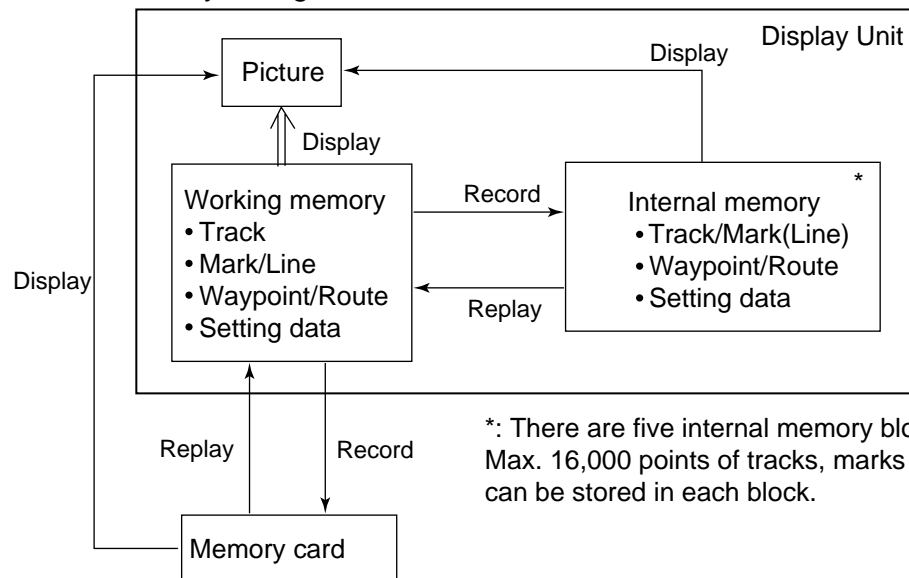 Display Unit
Display
Picture
Display
Working memory
• Track
• Mark/Line
• Waypoint/Route
• Setting data
Record
*
Internal memory
• Track/Mark(Line)
• Waypoint/Route
• Setting data
Replay
Display
Replay
Record
*: There are five internal memory
Max. 16,000 points of tracks, marks
can be stored in each block.
Memory card